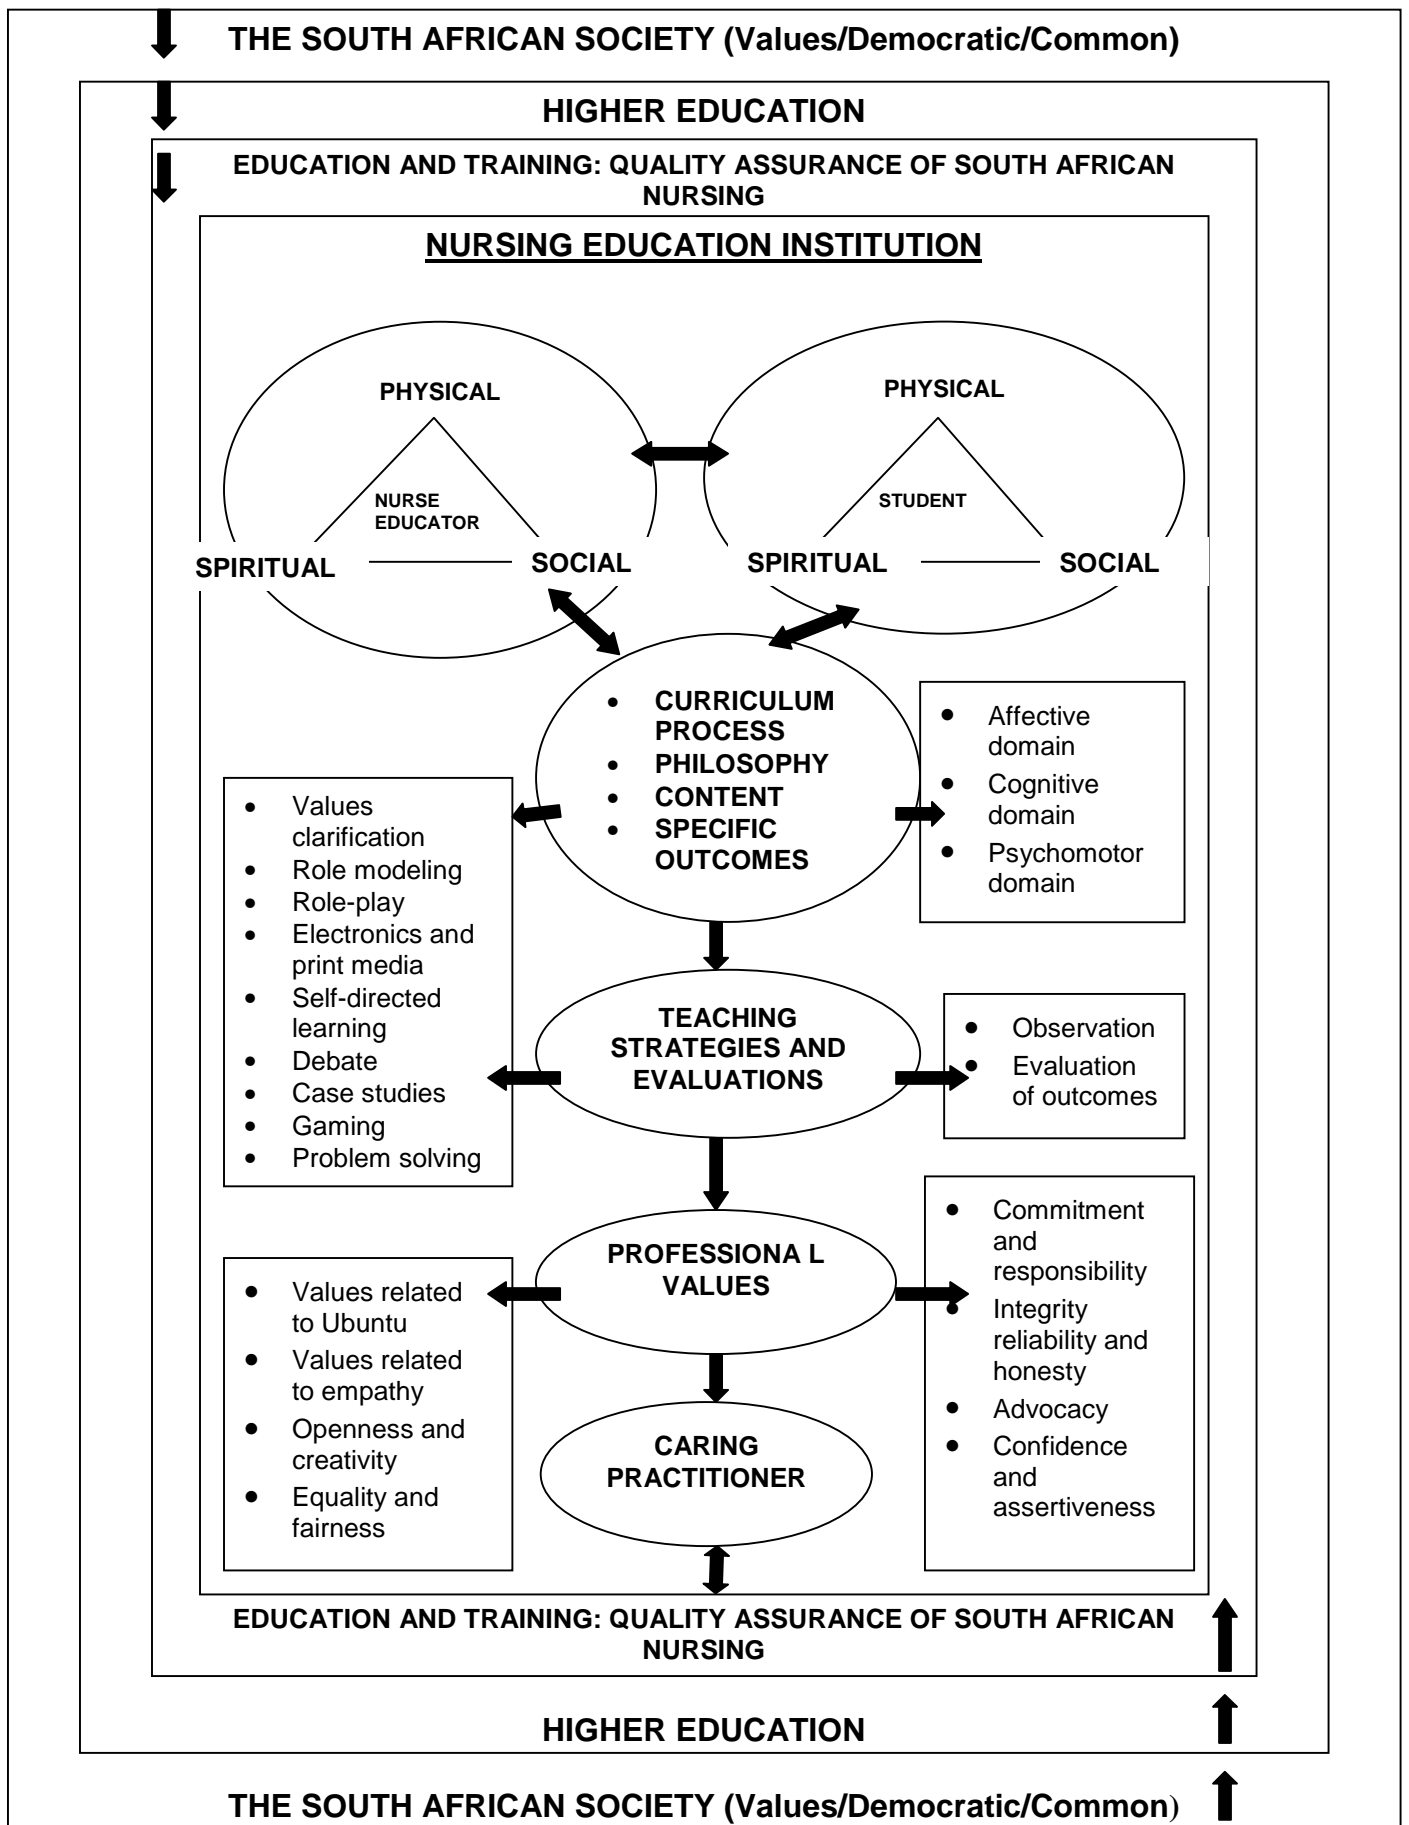 THE SOUTH AFRICAN SOCIETY (Values/Democratic/Common)
HIGHER EDUCATION
EDUCATION AND TRAINING: QUALITY ASSURANCE OF SOUTH AFRICAN
NURSING
NURSING EDUCATION INSTITUTION
PHYSICAL
NURSE
EDUCATOR
SPIRITUAL
SOCIAL
PHYSICAL
STUDENT
SPIRITUAL
SOCIAL
• CURRICULUM
PROCESS
• PHILOSOPHY
• CONTENT
• SPECIFIC
OUTCOMES
• Affective
domain
• Cognitive
domain
• Psychomotor
domain
• Values
clarification
• Role modeling
• Role-play
• Electronics and
print media
• Self-directed
learning
• Debate
• Case studies
• Gaming
• Problem solving
TEACHING
STRATEGIES AND
EVALUATIONS
• Observation
• Evaluation
of outcomes
PROFESSIONA L
VALUES
• Values related
to Ubuntu
• Values related
to empathy
• Openness and
creativity
• Equality and
fairness
• Commitment
and
responsibility
• Integrity
reliability and
honesty
• Advocacy
• Confidence
and
assertiveness
CARING
PRACTITIONER
EDUCATION AND TRAINING: QUALITY ASSURANCE OF SOUTH AFRICAN
NURSING
HIGHER EDUCATION
THE SOUTH AFRICAN SOCIETY (Values/Democratic/Common)